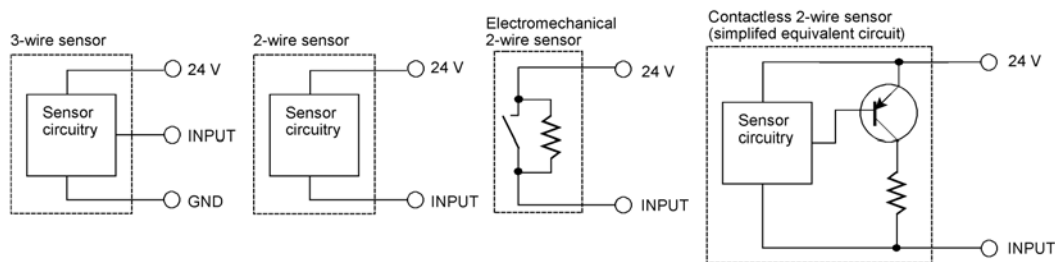 3-wire sensor
24 V
Sensor
circuitry
INPUT
GND
2-wire sensor
24 V
Sensor
circuitry
INPUT
Electromechanical
2-wire sensor
24 V
INPUT
Contactless 2-wire sensor
(simplifed equivalent circuit)
24 V
Sensor
circuitry
INPUT